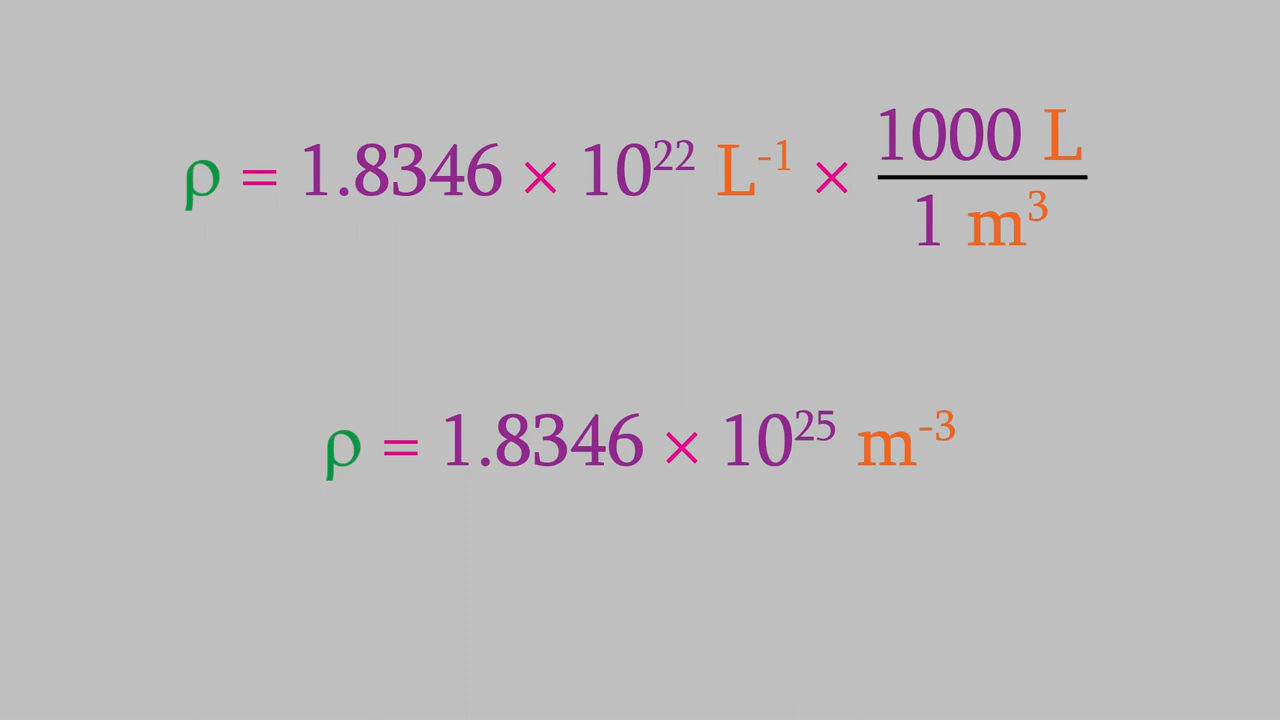 ρ = 1.8346 × 10²² L⁻¹ × 1000 L / 1 m³
ρ = 1.8346 × 10²⁵ m⁻³